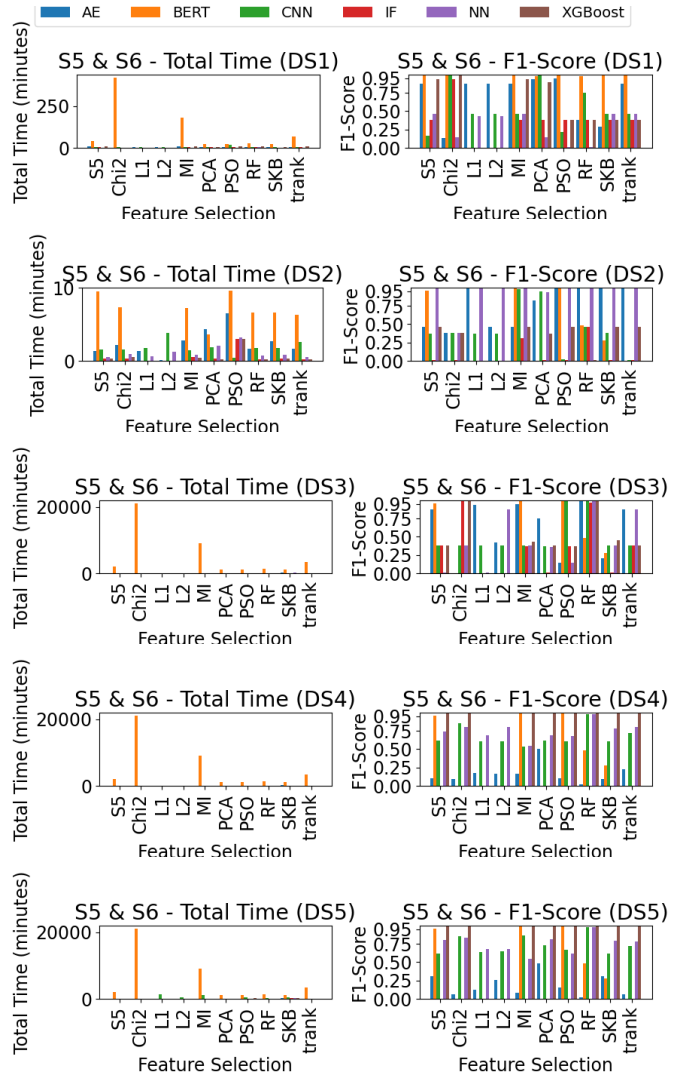 AE BERT CNN IF NN XGBoost
S5 & S6 - Total Time (DS1)
Total Time (minutes)
250
0
S5 Chi2 L1 L2 MI PCA PSO RF SKB trank
Feature Selection
S5 & S6 - F1-Score (DS1)
F1-Score
0.95
0.75
0.50
0.25
0.00
S5 Chi2 L1 L2 MI PCA PSO RF SKB trank
Feature Selection
S5 & S6 - Total Time (DS2)
Total Time (minutes)
10
0
S5 Chi2 L1 L2 MI PCA PSO RF SKB trank
Feature Selection
S5 & S6 - F1-Score (DS2)
F1-Score
0.95
0.75
0.50
0.25
0.00
S5 Chi2 L1 L2 MI PCA PSO RF SKB trank
Feature Selection
S5 & S6 - Total Time (DS3)
Total Time (minutes)
20000
0
S5 Chi2 L1 L2 MI PCA PSO RF SKB trank
Feature Selection
S5 & S6 - F1-Score (DS3)
F1-Score
0.95
0.75
0.50
0.25
0.00
S5 Chi2 L1 L2 MI PCA PSO RF SKB trank
Feature Selection
S5 & S6 - Total Time (DS4)
Total Time (minutes)
20000
0
S5 Chi2 L1 L2 MI PCA PSO RF SKB trank
Feature Selection
S5 & S6 - F1-Score (DS4)
F1-Score
0.95
0.75
0.50
0.25
0.00
S5 Chi2 L1 L2 MI PCA PSO RF SKB trank
Feature Selection
S5 & S6 - Total Time (DS5)
Total Time (minutes)
20000
0
S5 Chi2 L1 L2 MI PCA PSO RF SKB trank
Feature Selection
S5 & S6 - F1-Score (DS5)
F1-Score
0.95
0.75
0.50
0.25
0.00
S5 Chi2 L1 L2 MI PCA PSO RF SKB trank
Feature Selection